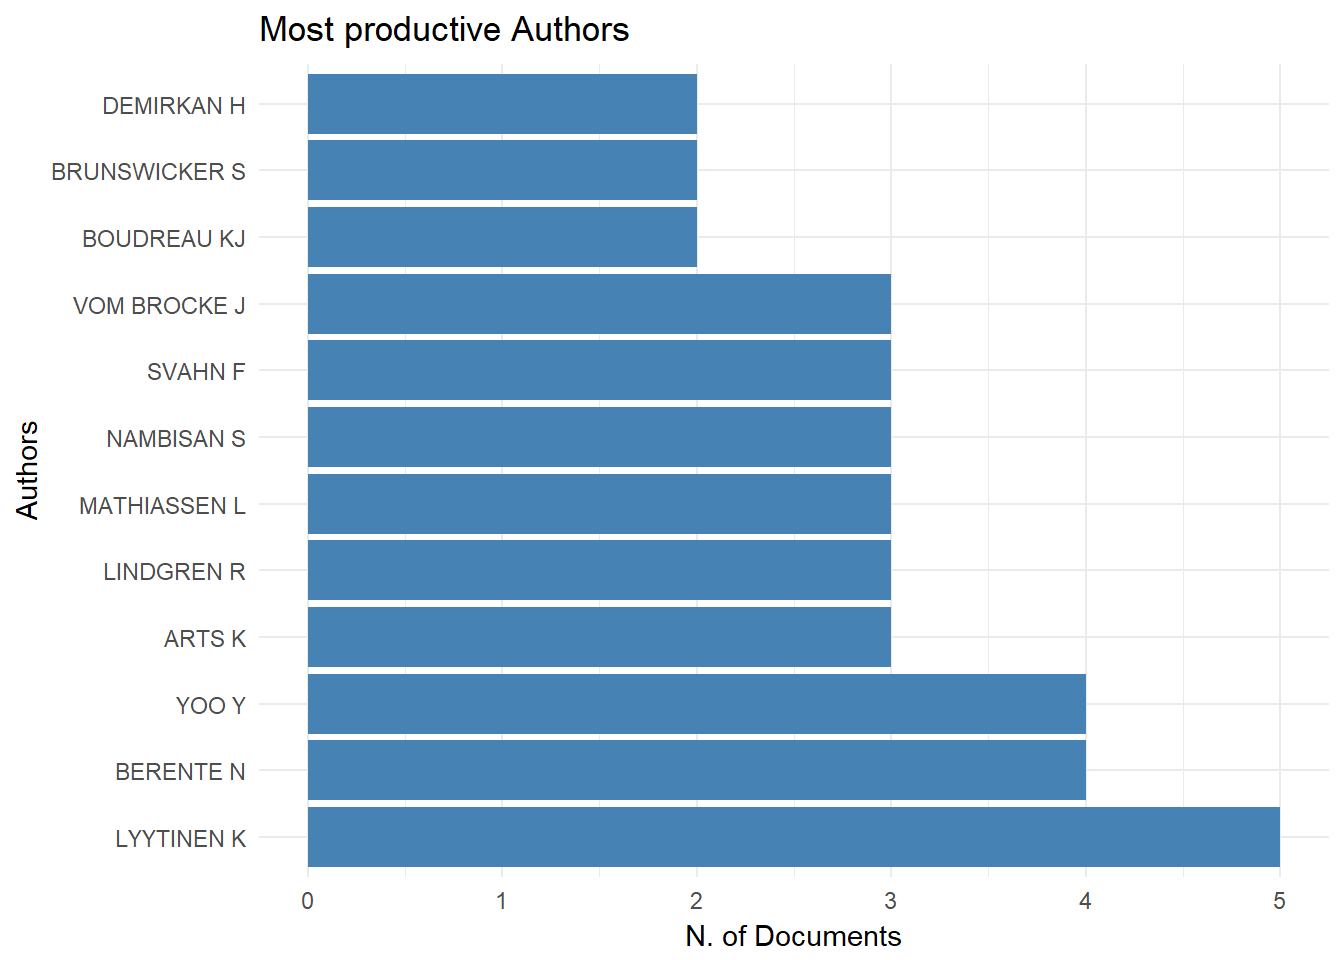 Most productive Authors
Authors
DEMIRKAN H
BRUNSWICKER S
BOUDREAU KJ
VOM BROCKE J
SVAHN F
NAMBISAN S
MATHIASSEN L
LINDGREN R
ARTS K
YOO Y
BERENTE N
LYYTINEN K
0 1 2 3 4 5
N. of Documents